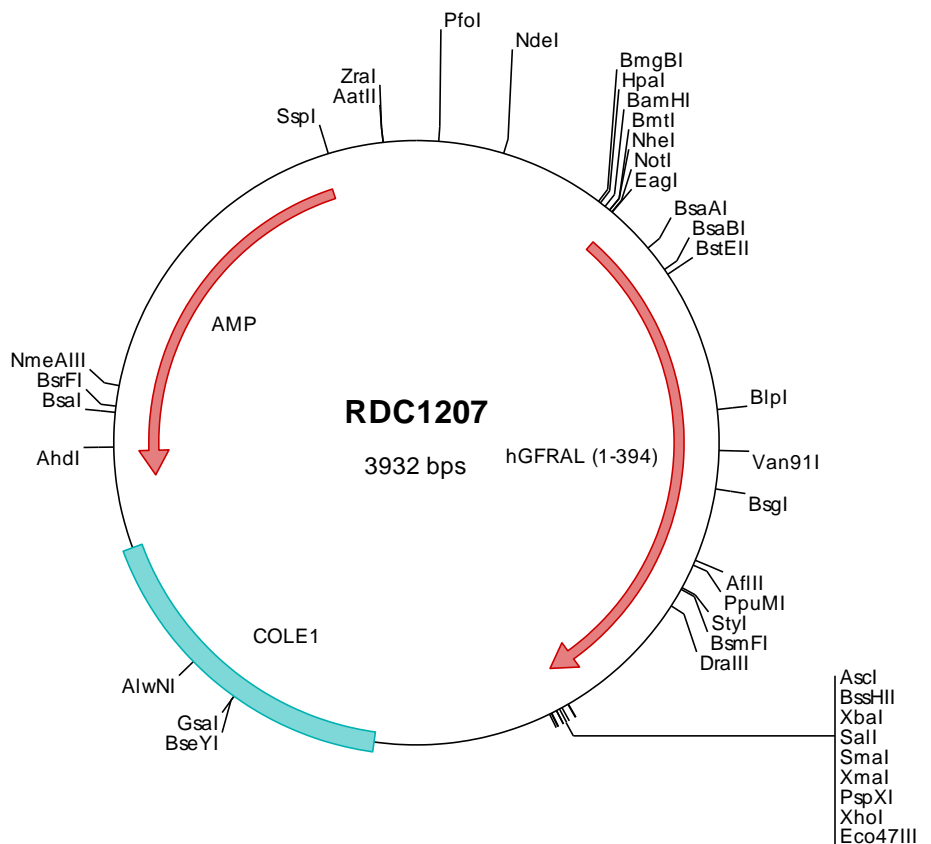 PfoI
NdeI
ZraI
AatII
SspI
BmgBI
HpaI
BamHI
BmtI
NheI
NotI
EagI
BsaAI
BsaBI
BstEII
AMP
NmeAIII
BsrFI
BsaI
AhdI
RDC1207
3932 bps
hGFRAL (1-394)
BlpI
Van91I
BsgI
AflII
PpuMI
StyI
BsmFI
DraIII
COLE1
AlwNI
GsaI
BseYI
AscI
BssHII
XbaI
SalI
SmaI
XmaI
PspXI
XhoI
Eco47III